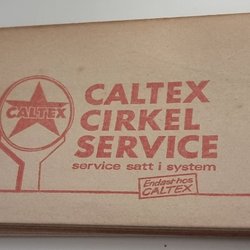 CALTEX
CALTEX
CIRKEL
SERVICE
service satt i system
Endast hos
CALTEX